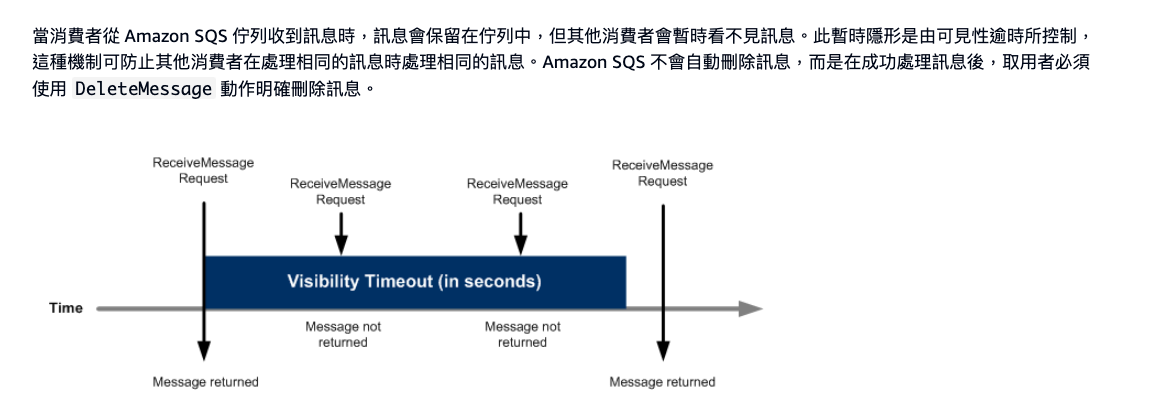 當消費者從 Amazon SQS 佇列收到訊息時，訊息會保留在佇列中，但其他消費者會暫時看不見訊息。此暫時隱形是由可見性逾時所控制，
這種機制可防止其他消費者在處理相同的訊息時處理相同的訊息。Amazon SQS 不會自動刪除訊息，而是在成功處理訊息後，取用者必須
使用 DeleteMessage 動作明確刪除訊息。
ReceiveMessage
Request
ReceiveMessage
Request
ReceiveMessage
Request
ReceiveMessage
Request
Visibility Timeout (in seconds)
Time
Message not
returned
Message not
returned
Message returned
Message returned